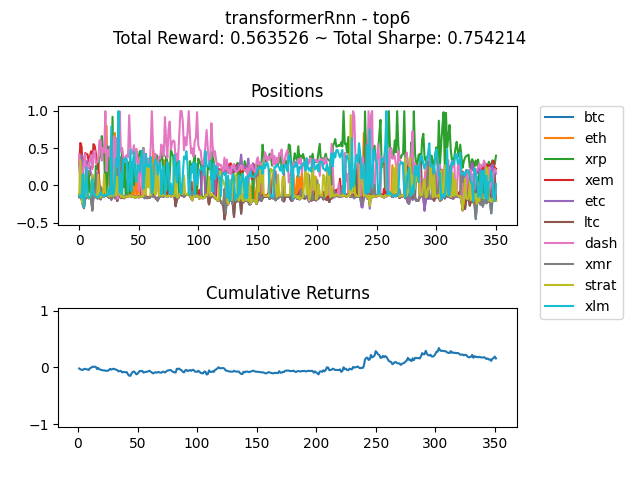 transformerRnn - top6
Total Reward: 0.563526 ~ Total Sharpe: 0.754214
Positions
1.0
0.5
0.0
−0.5
0 50 100 150 200 250 300 350
btc
eth
xrp
xem
etc
ltc
dash
xmr
strat
xlm
Cumulative Returns
1
0
−1
0 50 100 150 200 250 300 350